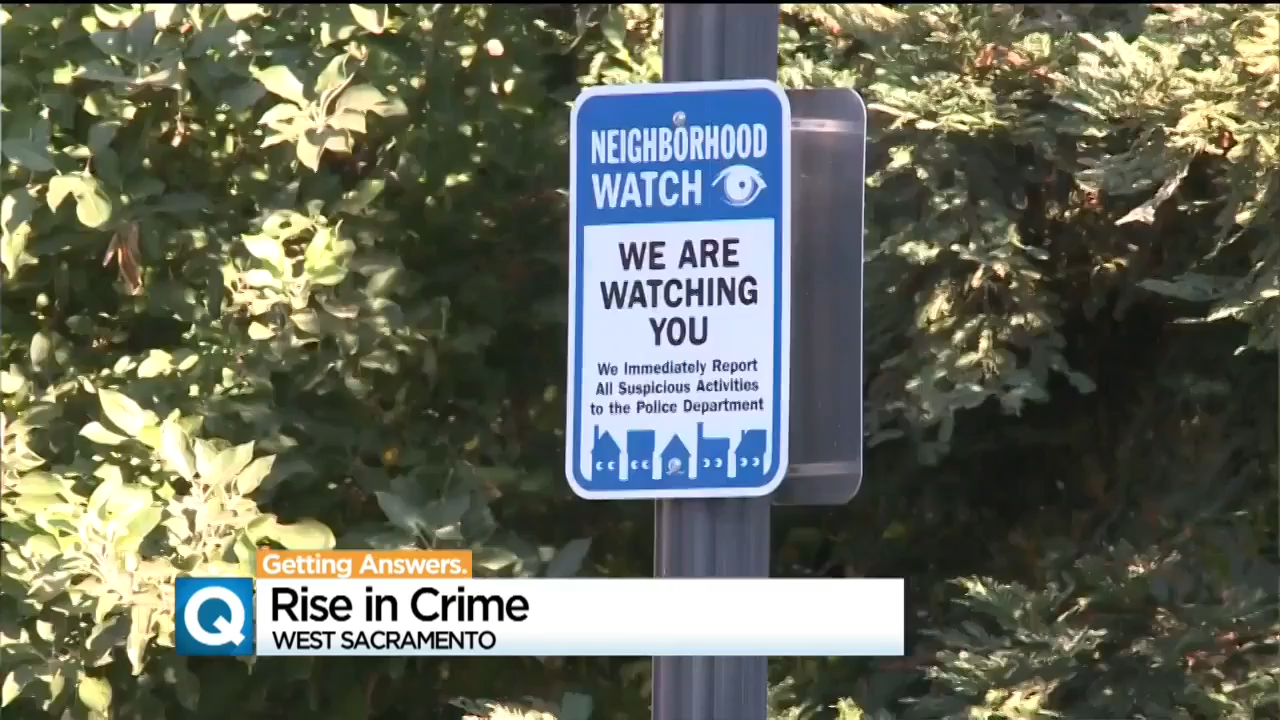 NEIGHBORHOOD
WATCH
WE ARE
WATCHING
YOU
We Immediately Report
All Suspicious Activities
to the Police Department
Getting Answers.
Q
Rise in Crime
WEST SACRAMENTO